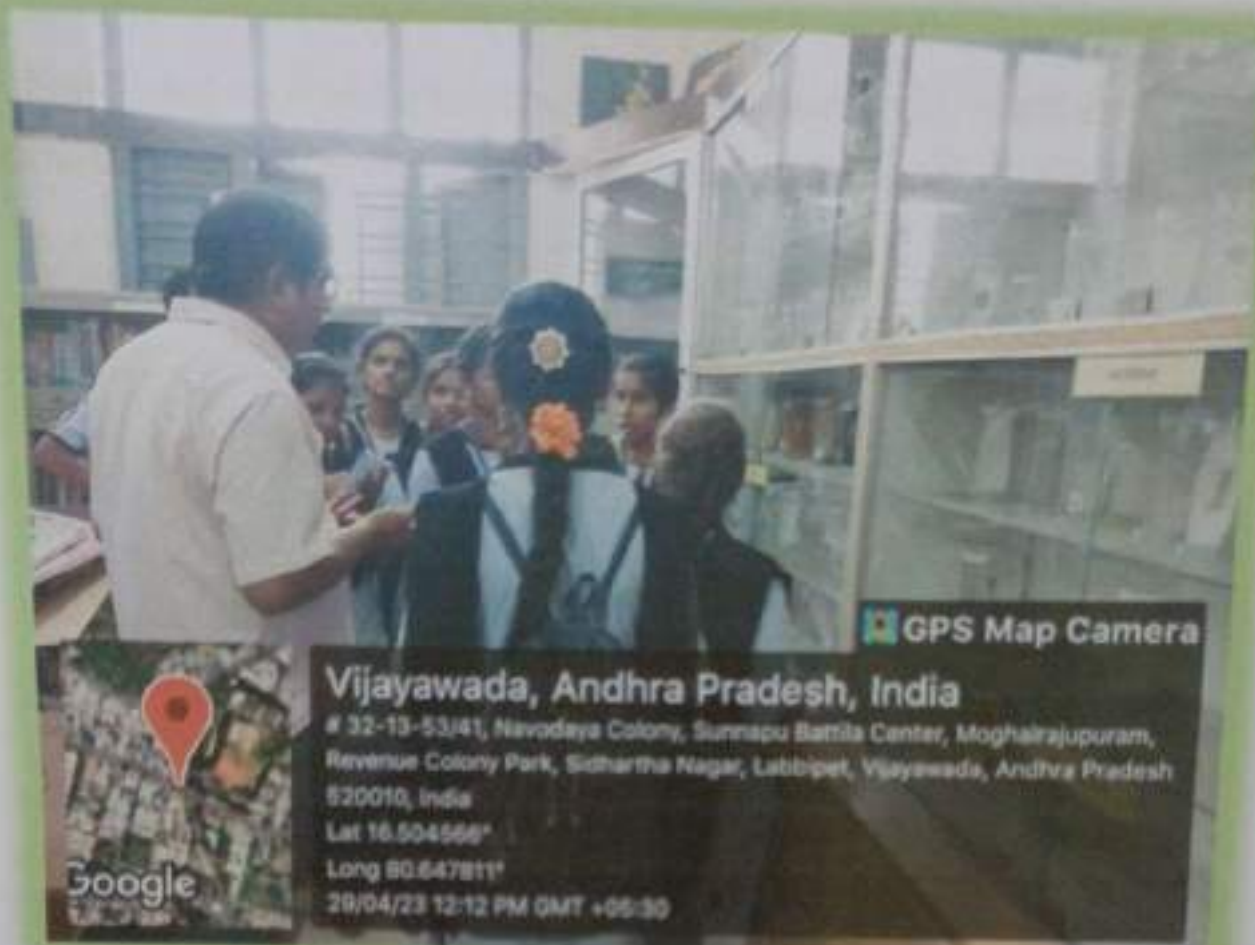 GPS Map Camera
Vijayawada, Andhra Pradesh, India
# 32-13-53/41, Navodaya Colony, Sunnapu Battila Center, Moghalrajupuram,
Revenue Colony Park, Sidhartha Nagar, Labbipet, Vijayawada, Andhra Pradesh
520010, India
Lat 16.504566°
Long 80.647811°
29/04/23 12:12 PM GMT +05:30
Google